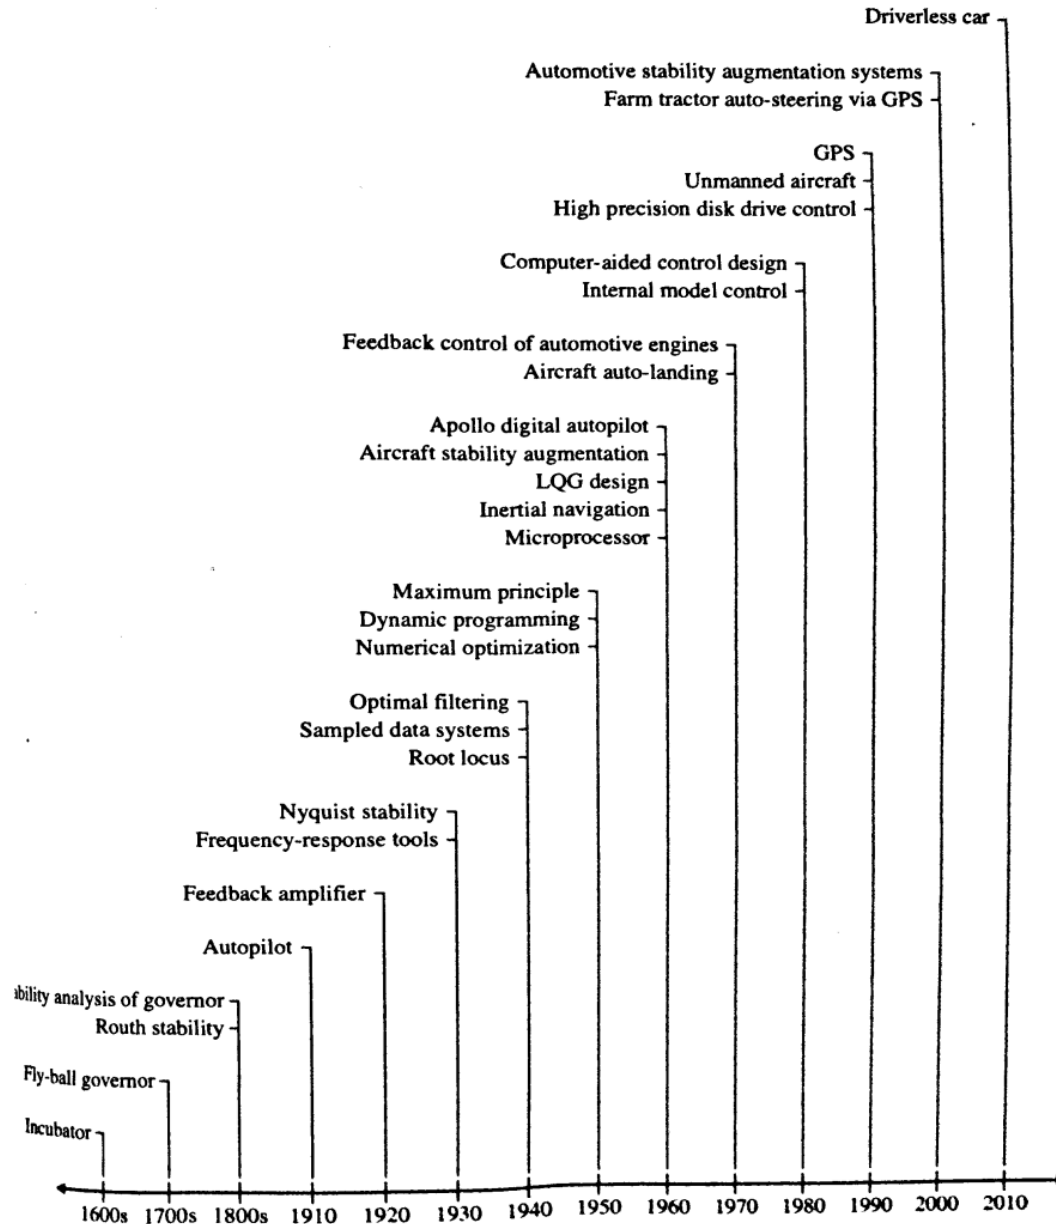 Driverless car
Automotive stability augmentation systems
Farm tractor auto-steering via GPS
GPS
Unmanned aircraft
High precision disk drive control
Computer-aided control design
Internal model control
Feedback control of automotive engines
Aircraft auto-landing
Apollo digital autopilot
Aircraft stability augmentation
LQG design
Inertial navigation
Microprocessor
Maximum principle
Dynamic programming
Numerical optimization
Optimal filtering
Sampled data systems
Root locus
Nyquist stability
Frequency-response tools
Feedback amplifier
Autopilot
analysis of governor
Routh stability
Fly-ball governor
Incubator
1600s 1700s 1800s 1910 1920 1930 1940 1950 1960 1970 1980 1990 2000 2010